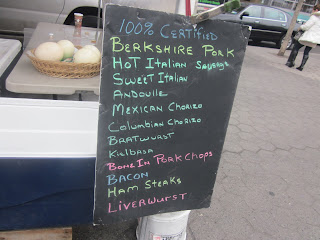 100% Certified
Berkshire Pork
Hot Italian Sausage
Sweet Italian
Andouille
Mexican Chorizo
Columbian Chorizo
Bratwurst
Kielbasa
Bone In Pork Chops
Bacon
Ham Steaks
Liverwurst